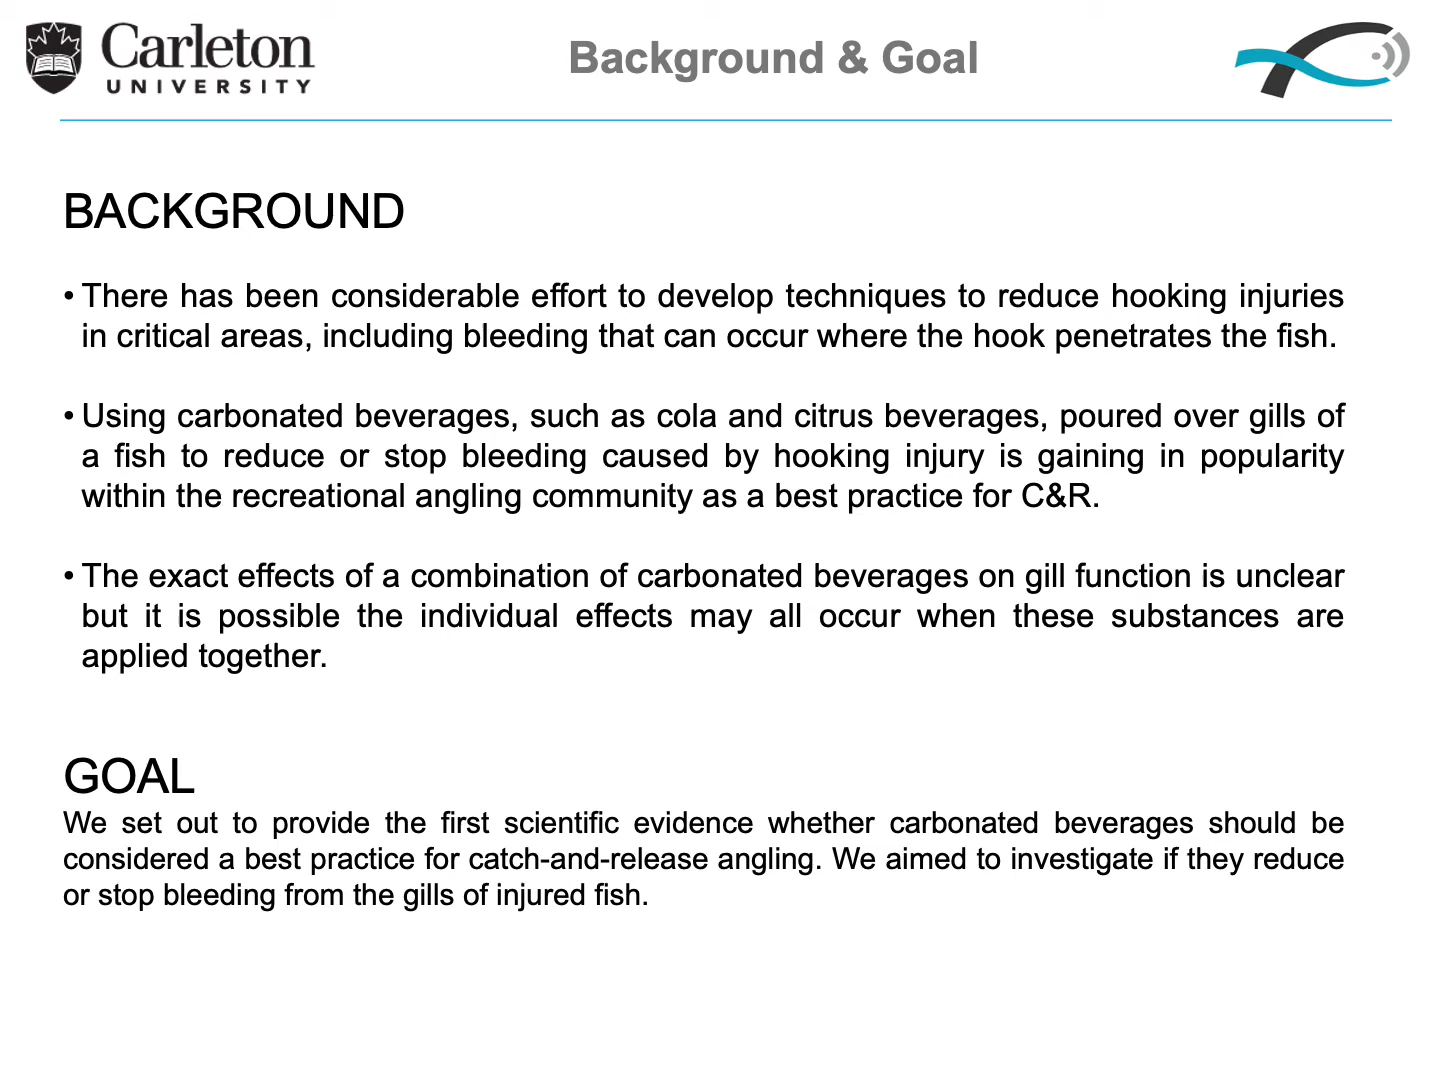 Carleton
UNIVERSITY
Background & Goal
BACKGROUND
• There has been considerable effort to develop techniques to reduce hooking injuries
in critical areas, including bleeding that can occur where the hook penetrates the fish.
• Using carbonated beverages, such as cola and citrus beverages, poured over gills of
a fish to reduce or stop bleeding caused by hooking injury is gaining in popularity
within the recreational angling community as a best practice for C&R.
• The exact effects of a combination of carbonated beverages on gill function is unclear
but it is possible the individual effects may all occur when these substances are
applied together.
GOAL
We set out to provide the first scientific evidence whether carbonated beverages should be
considered a best practice for catch-and-release angling. We aimed to investigate if they reduce
or stop bleeding from the gills of injured fish.